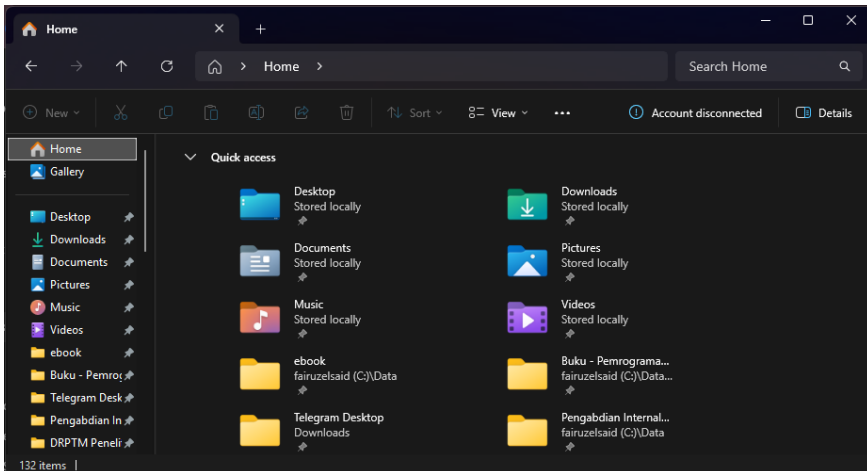 Home
Home
Search Home
New
Sort
View
Account disconnected
Details
Home
Gallery
Desktop
Downloads
Documents
Pictures
Music
Videos
ebook
Buku - Pemro
Telegram Desk
Pengabdian In
DRPTM Penelit
Quick access
Desktop
Stored locally
Downloads
Stored locally
Documents
Stored locally
Pictures
Stored locally
Music
Stored locally
Videos
Stored locally
ebook
fairuzelsaid (C:)\Data
Buku - Pemrograma...
fairuzelsaid (C:)\Data...
Telegram Desktop
Downloads
Pengabdian Internal...
fairuzelsaid (C:)\Data
132 items